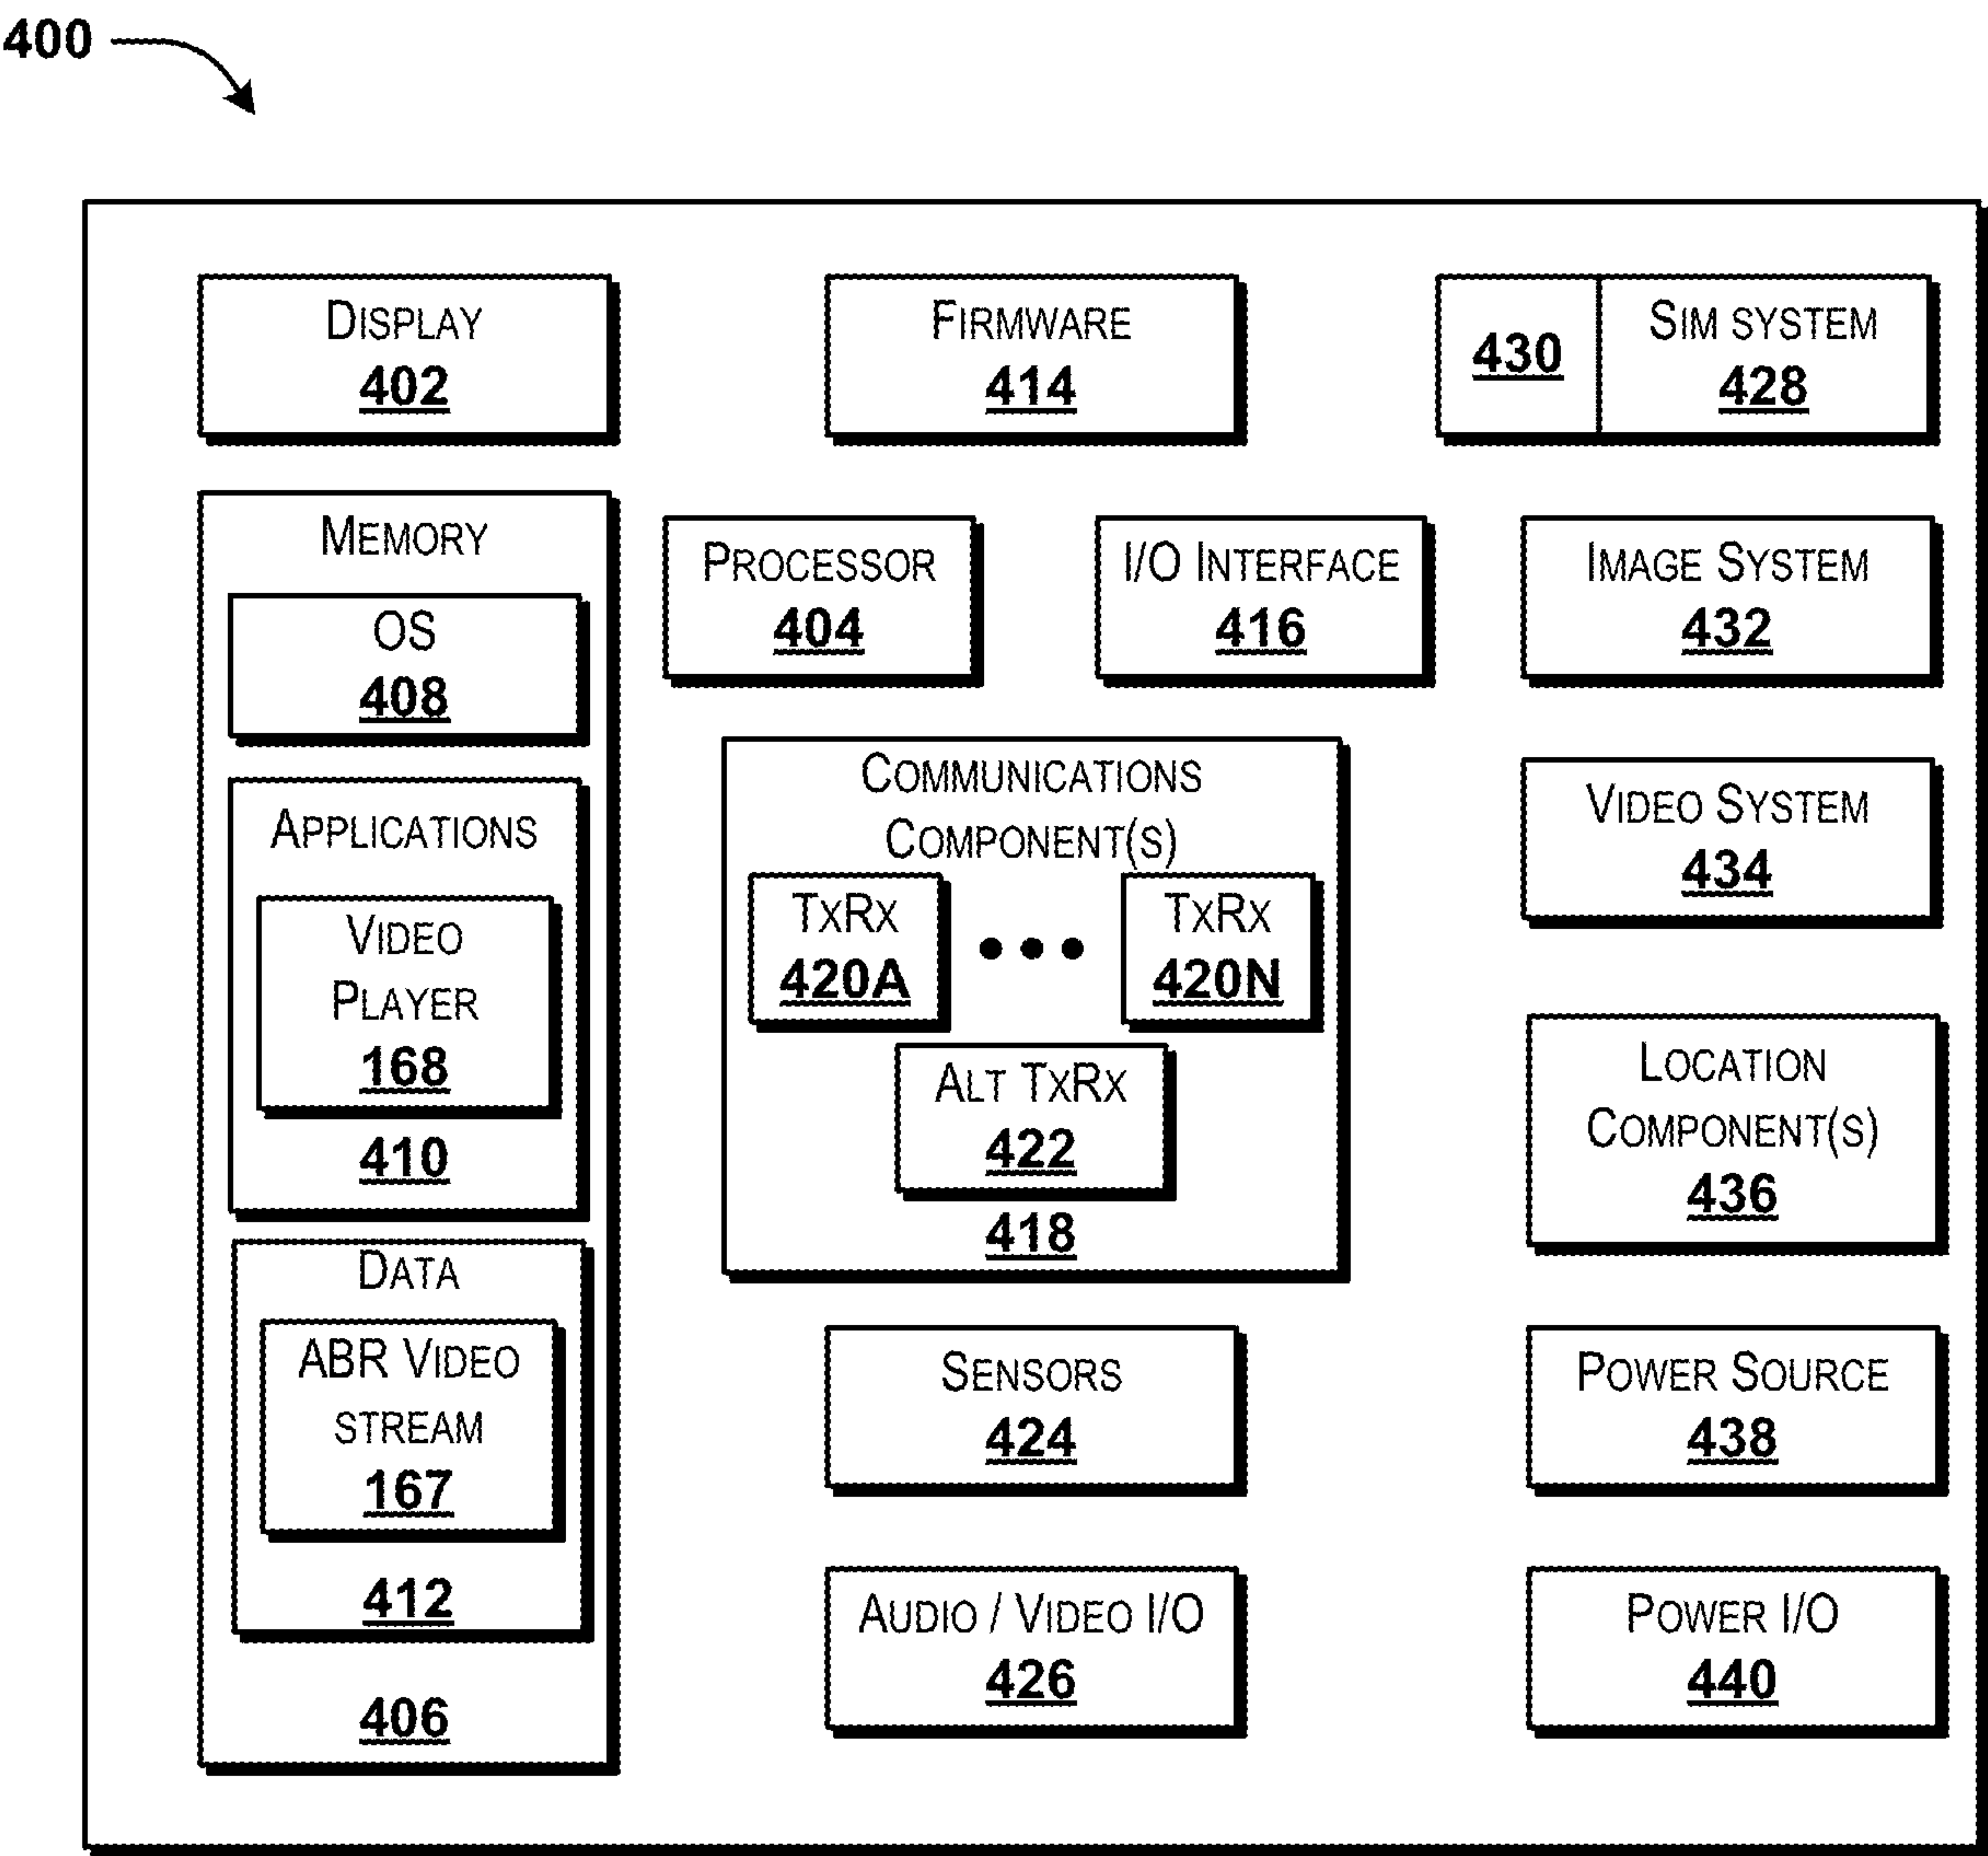 400
DISPLAY
402
FIRMWARE
414
430
SIM SYSTEM
428
MEMORY
OS
408
APPLICATIONS
VIDEO
PLAYER
168
410
DATA
ABR VIDEO
STREAM
167
412
406
PROCESSOR
404
I/O INTERFACE
416
COMMUNICATIONS
COMPONENT(S)
TXRX
420A
TXRX
420N
ALT TXRX
422
418
SENSORS
424
AUDIO / VIDEO I/O
426
IMAGE SYSTEM
432
VIDEO SYSTEM
434
LOCATION
COMPONENT(S)
436
POWER SOURCE
438
POWER I/O
440